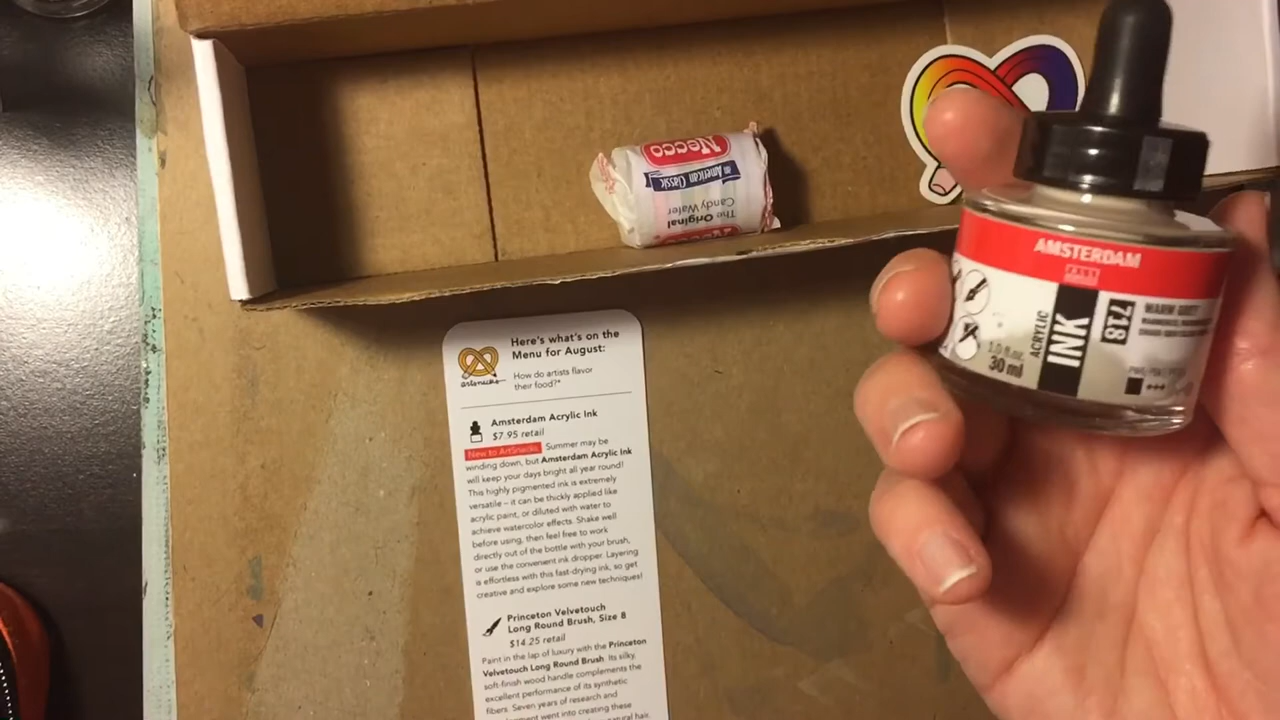 Necco
an American Classic
The Original
Candy Wafer
Necco
AMSTERDAM
ACRYLIC
INK
718
WARM GREY
1.0 fl.oz.
30 ml
artsnacks
Here's what's on the
Menu for August:
How do artists flavor
their food?*
Amsterdam Acrylic Ink
$7.95 retail
New to ArtSnacks Summer may be
winding down, but Amsterdam Acrylic Ink
will keep your days bright all year round!
This highly pigmented ink is extremely
versatile – it can be thickly applied like
acrylic paint, or diluted with water to
achieve watercolor effects. Shake well
before using, then feel free to work
directly out of the bottle with your brush,
or use the convenient ink dropper. Layering
is effortless with this fast-drying ink, so get
creative and explore some new techniques!
Princeton Velvetouch
Long Round Brush, Size 8
$14.25 retail
Paint in the lap of luxury with the Princeton
Velvetouch Long Round Brush. Its silky,
soft-finish wood handle complements the
excellent performance of its synthetic
fibers. Seven years of research and
went into creating these
natural hair.